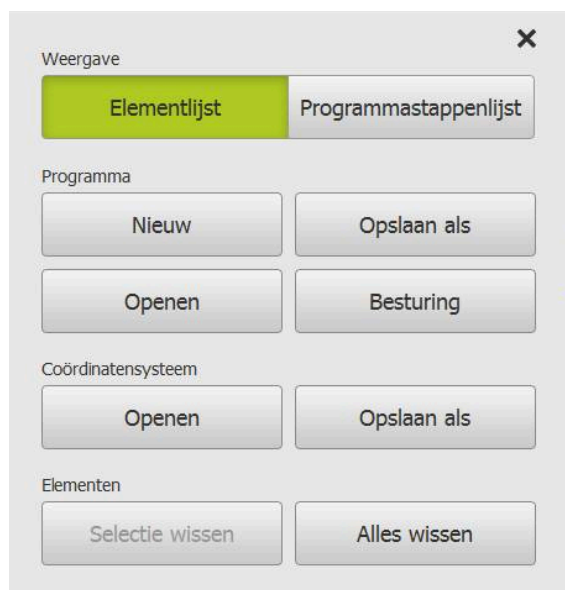 Weergave
Elementlijst Programmastappenlijst
Programma
Nieuw Opslaan als
Openen Besturing
Coördinatensysteem
Openen Opslaan als
Elementen
Selectie wissen Alles wissen